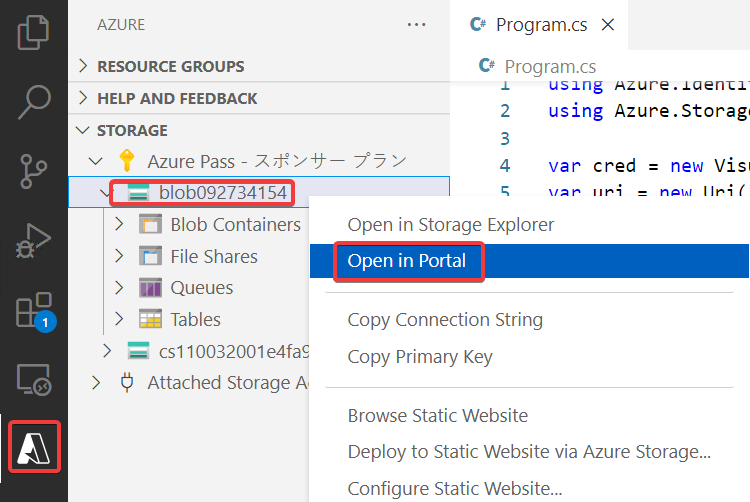 AZURE
RESOURCE GROUPS
HELP AND FEEDBACK
STORAGE
Azure Pass - スポンサー プラン
blob092734154
Blob Containers
File Shares
Queues
Tables
cs110032001e4fa9
Attached Storage A
1
Program.cs
Program.cs
1 using Azure.Identi
2 using Azure.Storage
3
4 var cred = new Visu
5 var uri = new Uri(
Open in Storage Explorer
Open in Portal
Copy Connection String
Copy Primary Key
Browse Static Website
Deploy to Static Website via Azure Storage...
Configure Static Website...